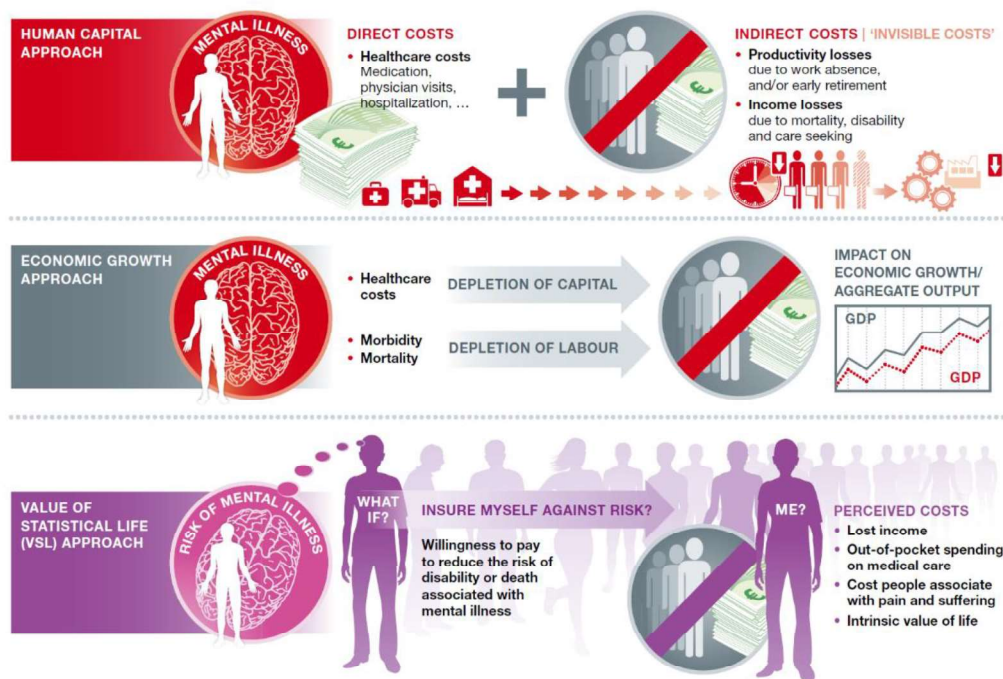 HUMAN CAPITAL
APPROACH
MENTAL ILLNESS
DIRECT COSTS
• Healthcare costs
Medication,
physician visits,
hospitalization, ...
€
+
INDIRECT COSTS | ‘INVISIBLE COSTS’
• Productivity losses
due to work absence,
and/or early retirement
• Income losses
due to mortality, disability
and care seeking
ECONOMIC GROWTH
APPROACH
MENTAL ILLNESS
• Healthcare
costs
• Morbidity
• Mortality
DEPLETION OF CAPITAL
DEPLETION OF LABOUR
€
IMPACT ON
ECONOMIC GROWTH/
AGGREGATE OUTPUT
GDP
GDP
VALUE OF
STATISTICAL LIFE
(VSL) APPROACH
RISK OF MENTAL ILLNESS
WHAT
IF?
INSURE MYSELF AGAINST RISK?
Willingness to pay
to reduce the risk of
disability or death
associated with
mental illness
ME?
PERCEIVED COSTS
• Lost income
• Out-of-pocket spending
on medical care
• Cost people associate
with pain and suffering
• Intrinsic value of life